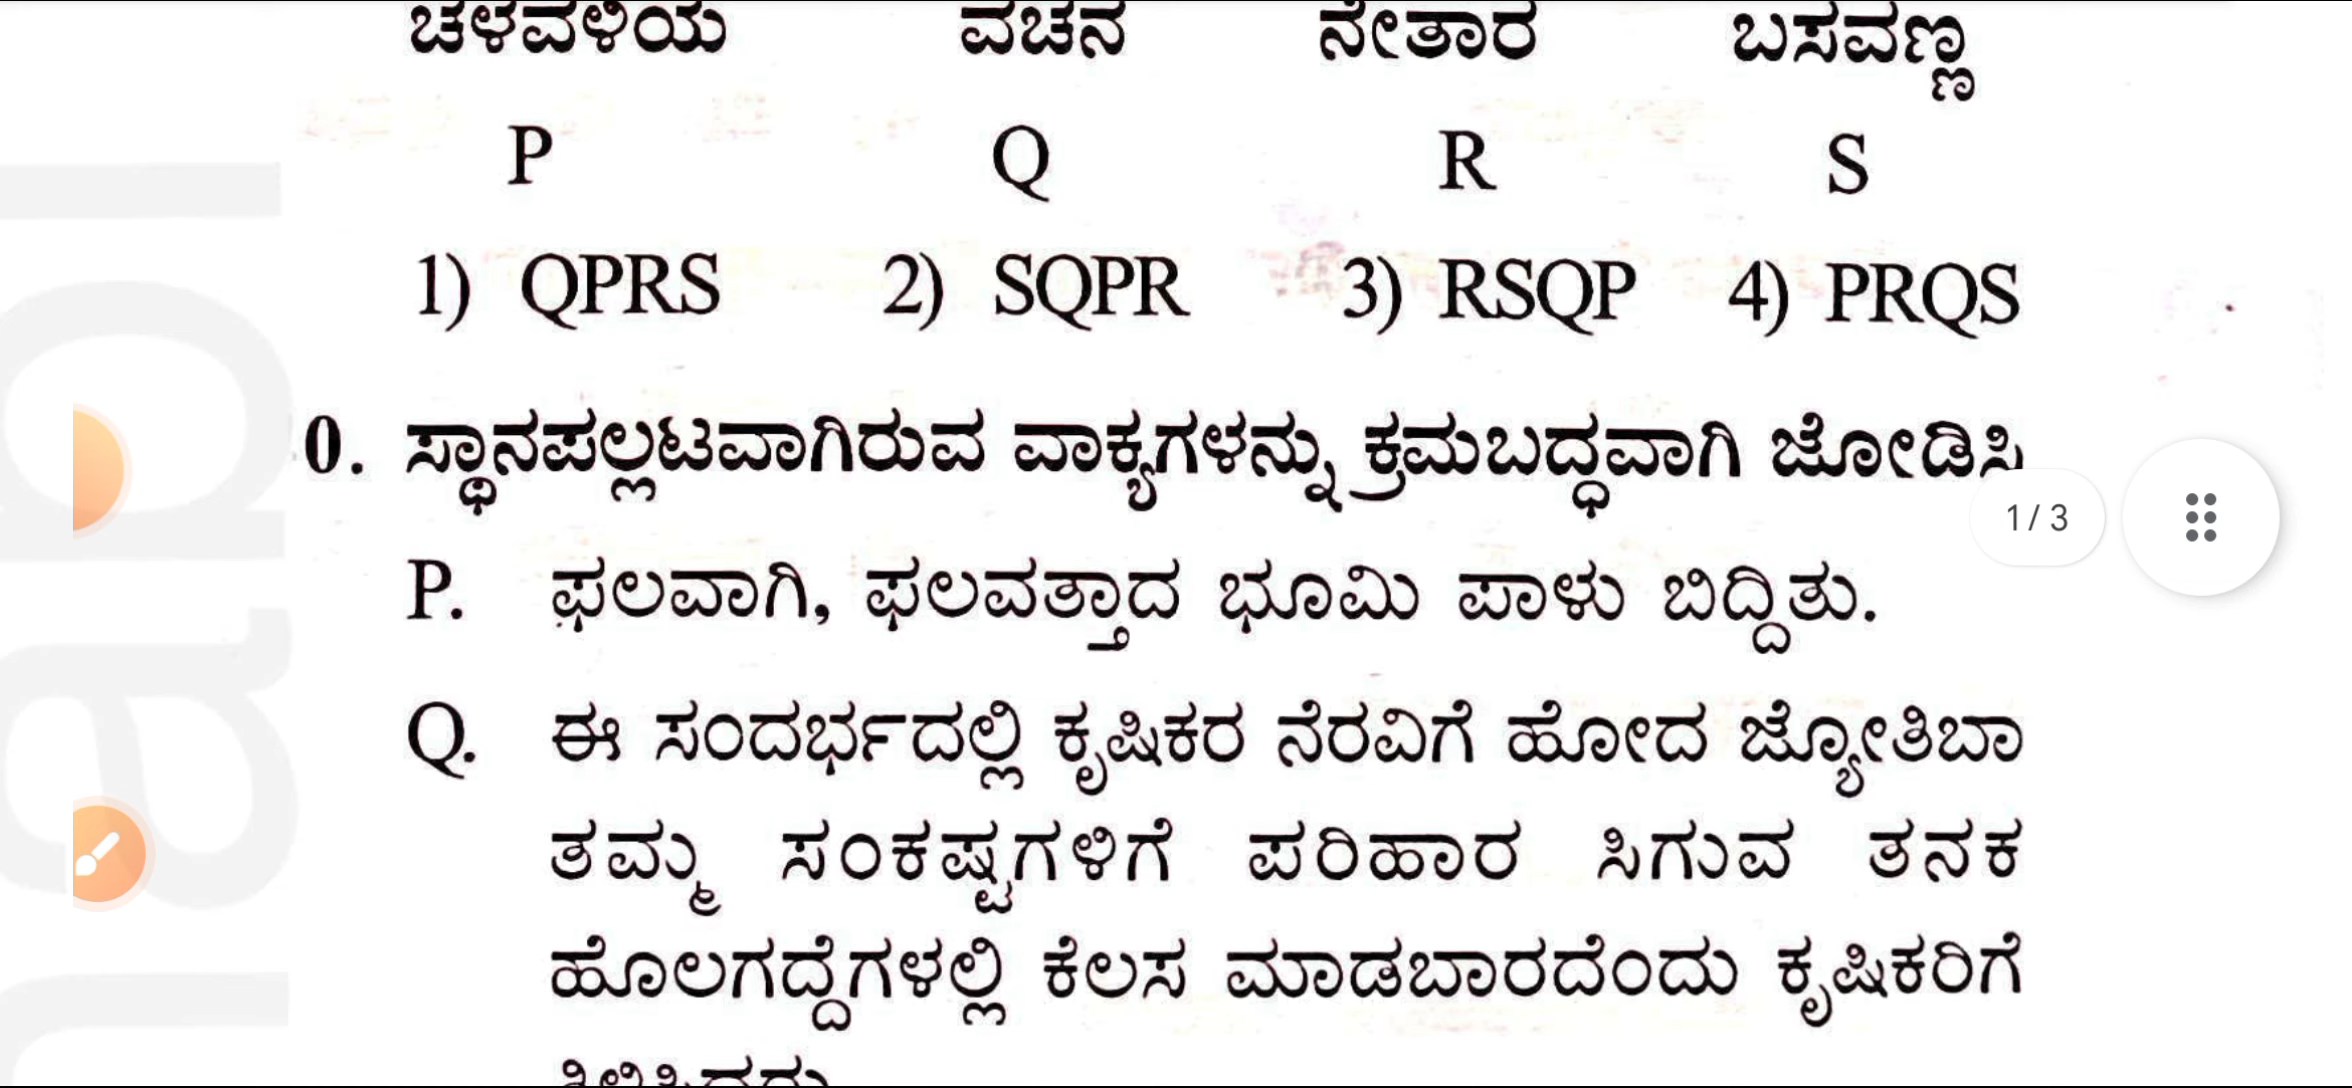 ಚಳವಳಿಯ ವಚನ ನೇತಾರ ಬಸವಣ್ಣ
P Q R S
1) QPRS 2) SQPR 3) RSQP 4) PRQS
0. ಸ್ಥಾನಪಲ್ಲಟವಾಗಿರುವ ವಾಕ್ಯಗಳನ್ನು ಕ್ರಮಬದ್ಧವಾಗಿ ಜೋಡಿಸಿ
1 / 3
P. ಫಲವಾಗಿ, ಫಲವತ್ತಾದ ಭೂಮಿ ಪಾಳು ಬಿದ್ದಿತು.
Q. ಈ ಸಂದರ್ಭದಲ್ಲಿ ಕೃಷಿಕರ ನೆರವಿಗೆ ಹೋದ ಜ್ಯೋತಿಬಾ
ತಮ್ಮ ಸಂಕಷ್ಟಗಳಿಗೆ ಪರಿಹಾರ ಸಿಗುವ ತನಕ
ಹೊಲಗದ್ದೆಗಳಲ್ಲಿ ಕೆಲಸ ಮಾಡಬಾರದೆಂದು ಕೃಷಿಕರಿಗೆ